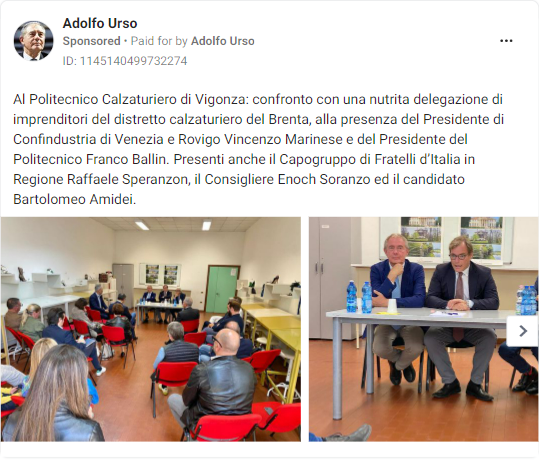 Adolfo Urso
Sponsored • Paid for by Adolfo Urso
ID: 1145140499732274
Al Politecnico Calzaturiero di Vigonza: confronto con una nutrita delegazione di
imprenditori del distretto calzaturiero del Brenta, alla presenza del Presidente di
Confindustria di Venezia e Rovigo Vincenzo Marinese e del Presidente del
Politecnico Franco Ballin. Presenti anche il Capogruppo di Fratelli d’Italia in
Regione Raffaele Speranzon, il Consigliere Enoch Soranzo ed il candidato
Bartolomeo Amidei.